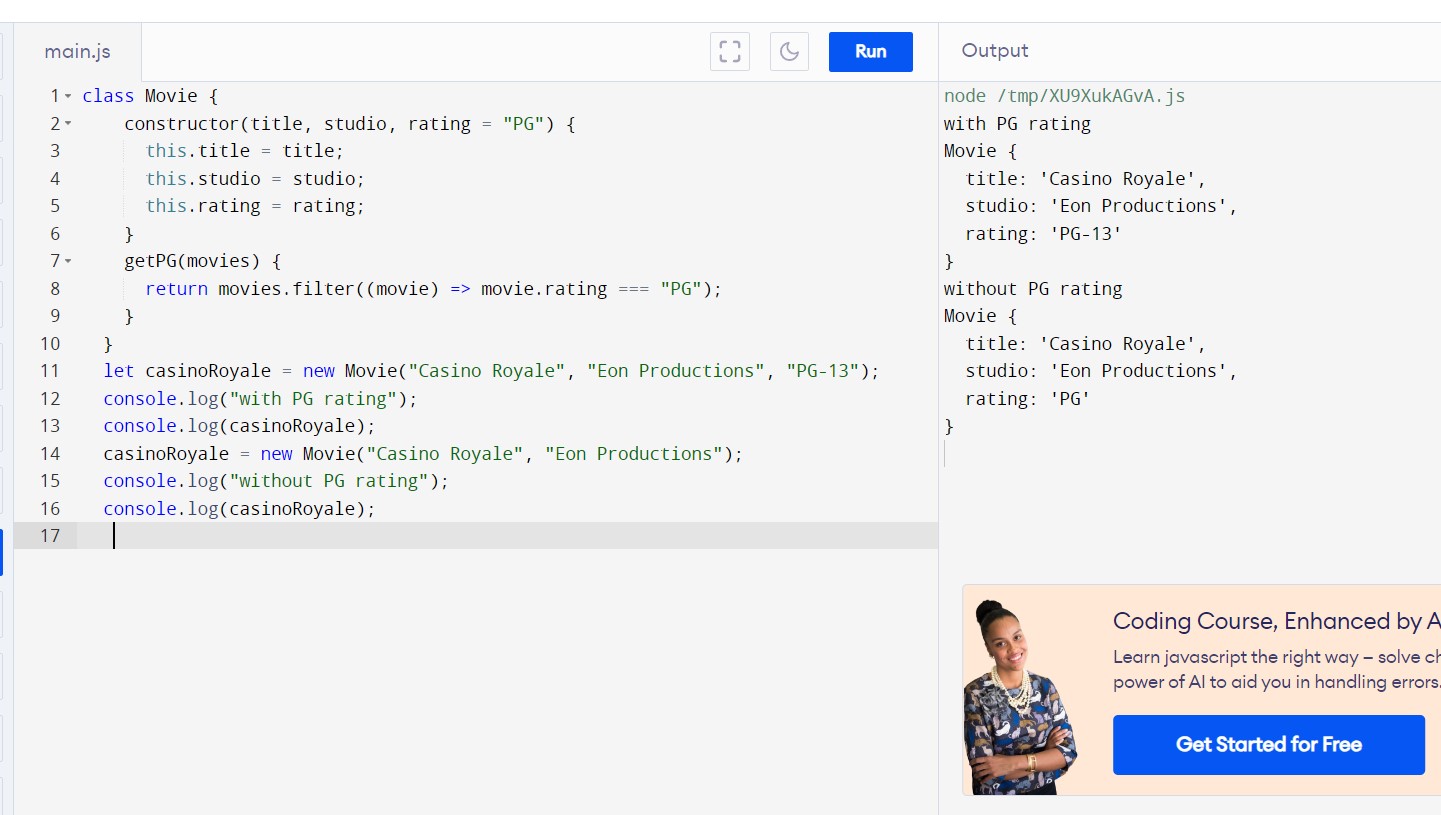 main.js
Run
Output
1 class Movie {
2 constructor(title, studio, rating = "PG") {
3 this.title = title;
4 this.studio = studio;
5 this.rating = rating;
6 }
7 getPG(movies) {
8 return movies.filter((movie) => movie.rating === "PG");
9 }
10 }
11 let casinoRoyale = new Movie("Casino Royale", "Eon Productions", "PG-13");
12 console.log("with PG rating");
13 console.log(casinoRoyale);
14 casinoRoyale = new Movie("Casino Royale", "Eon Productions");
15 console.log("without PG rating");
16 console.log(casinoRoyale);
17
node /tmp/XU9XukAGvA.js
with PG rating
Movie {
title: 'Casino Royale',
studio: 'Eon Productions',
rating: 'PG-13'
}
without PG rating
Movie {
title: 'Casino Royale',
studio: 'Eon Productions',
rating: 'PG'
}
Coding Course, Enhanced by A
Learn javascript the right way – solve ch
power of AI to aid you in handling errors.
Get Started for Free